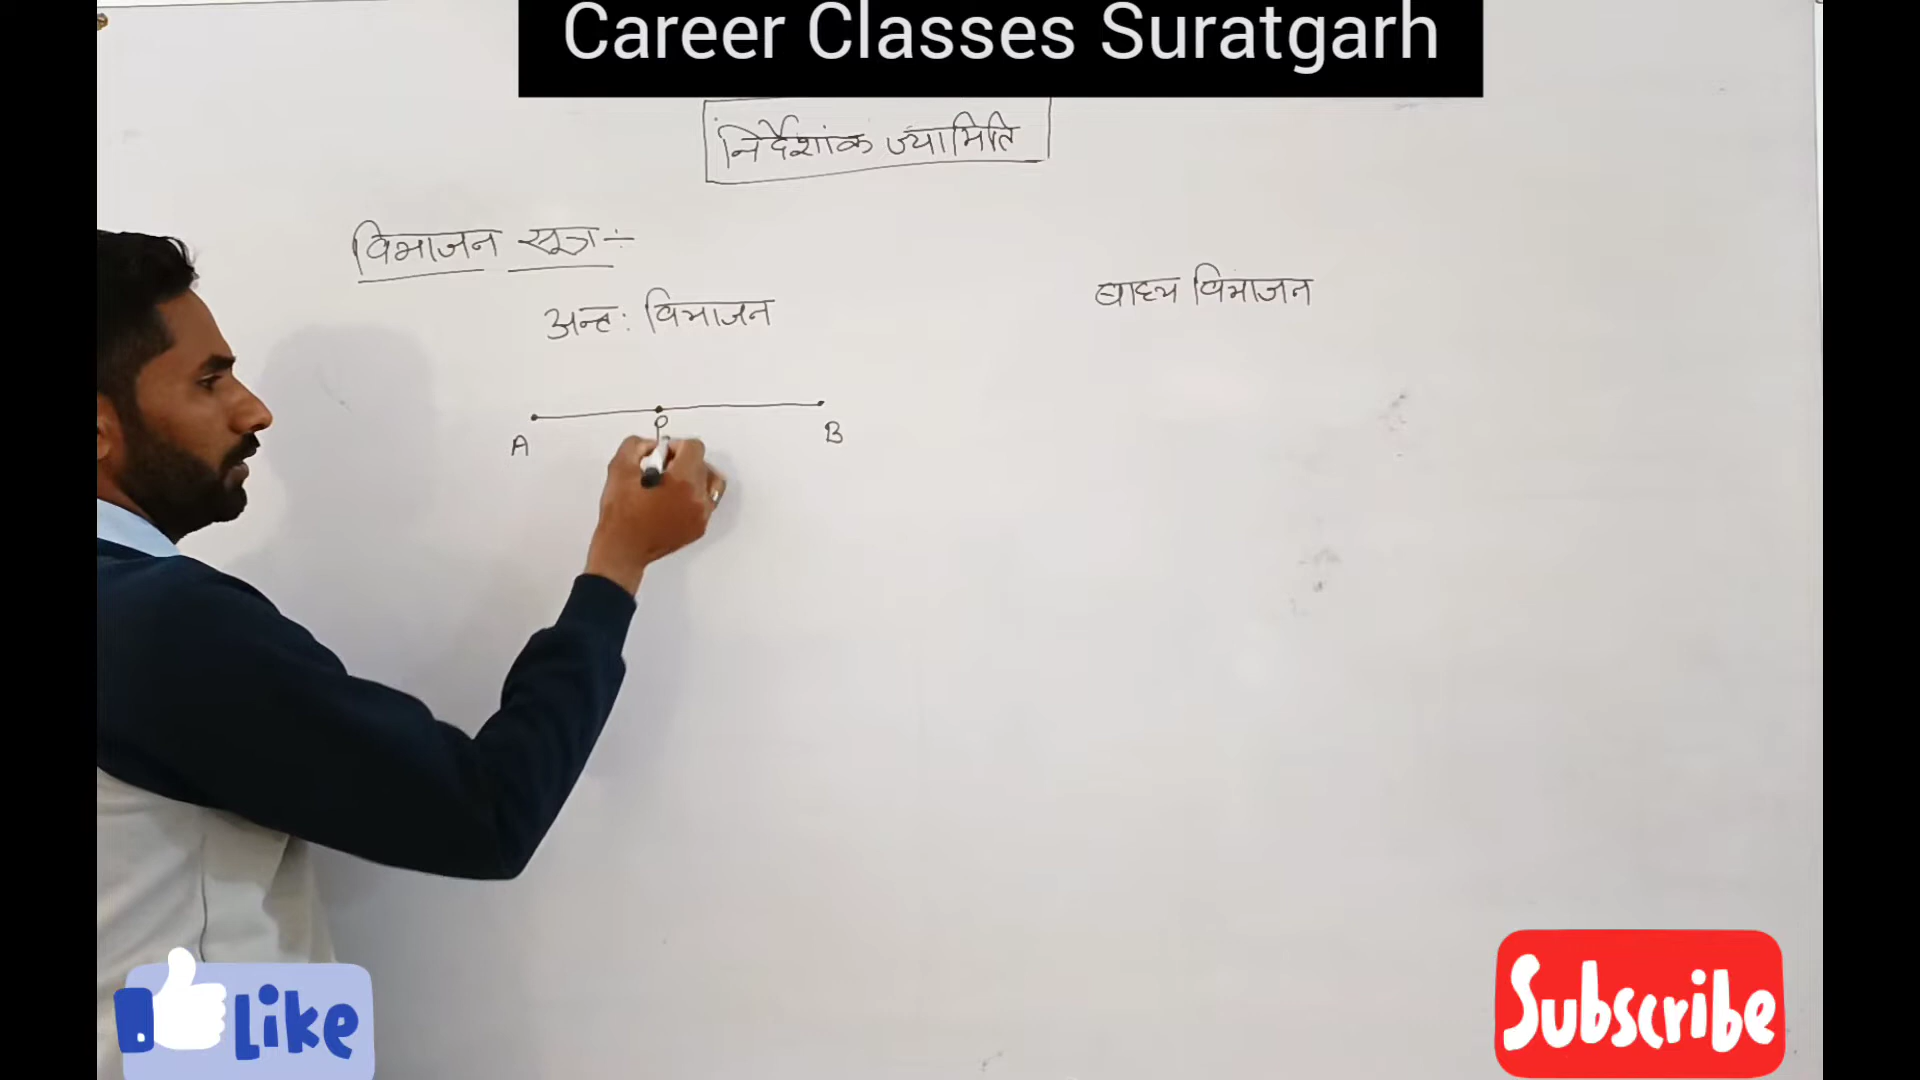 Career Classes Suratgarh
निर्देशांक ज्यामिति
विभाजन सूत्र :-
अन्त: विभाजन
बाह्य विभाजन
A P B
Like
Subscribe